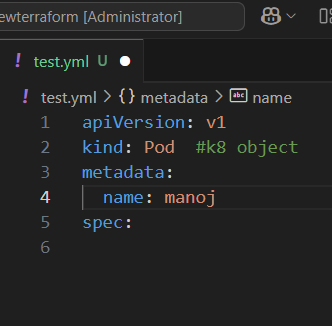 ewterraform [Administrator]
! test.yml U
! test.yml > {} metadata > abc name
1 apiVersion: v1
2 kind: Pod  #k8 object
3 metadata:
4   name: manoj
5 spec:
6